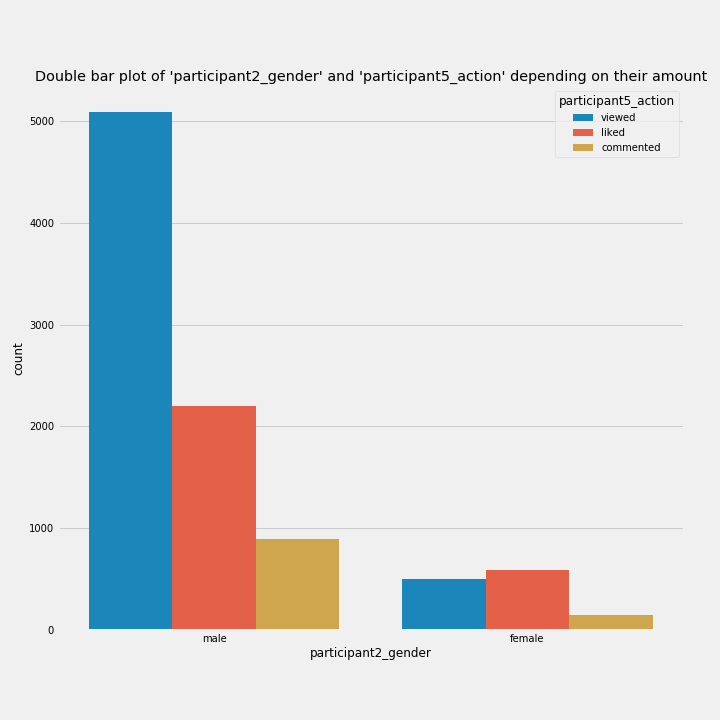 Double bar plot of 'participant2_gender' and 'participant5_action' depending on their amount
participant5_action
viewed
liked
commented
5000
4000
3000
2000
1000
0
count
male
female
participant2_gender